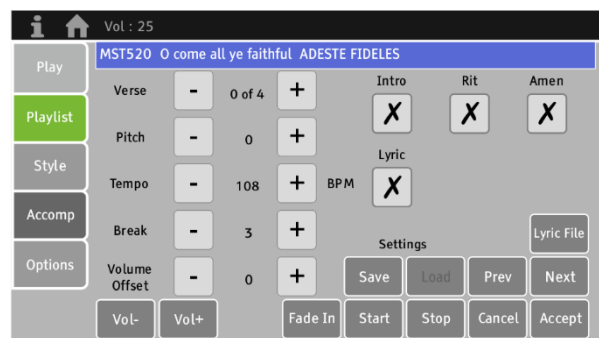 Vol : 25
Play
MST520 O come all ye faithful ADESTE FIDELES
Verse - 0 of 4 + Intro Rit Amen
✗ ✗ ✗
Playlist
Pitch - 0 +
Lyric
Style
Tempo - 108 + BPM ✗
Accomp
Break - 3 + Settings Lyric File
Options
Volume Offset - 0 + Save Load Prev Next
Vol- Vol+ Fade In Start Stop Cancel Accept